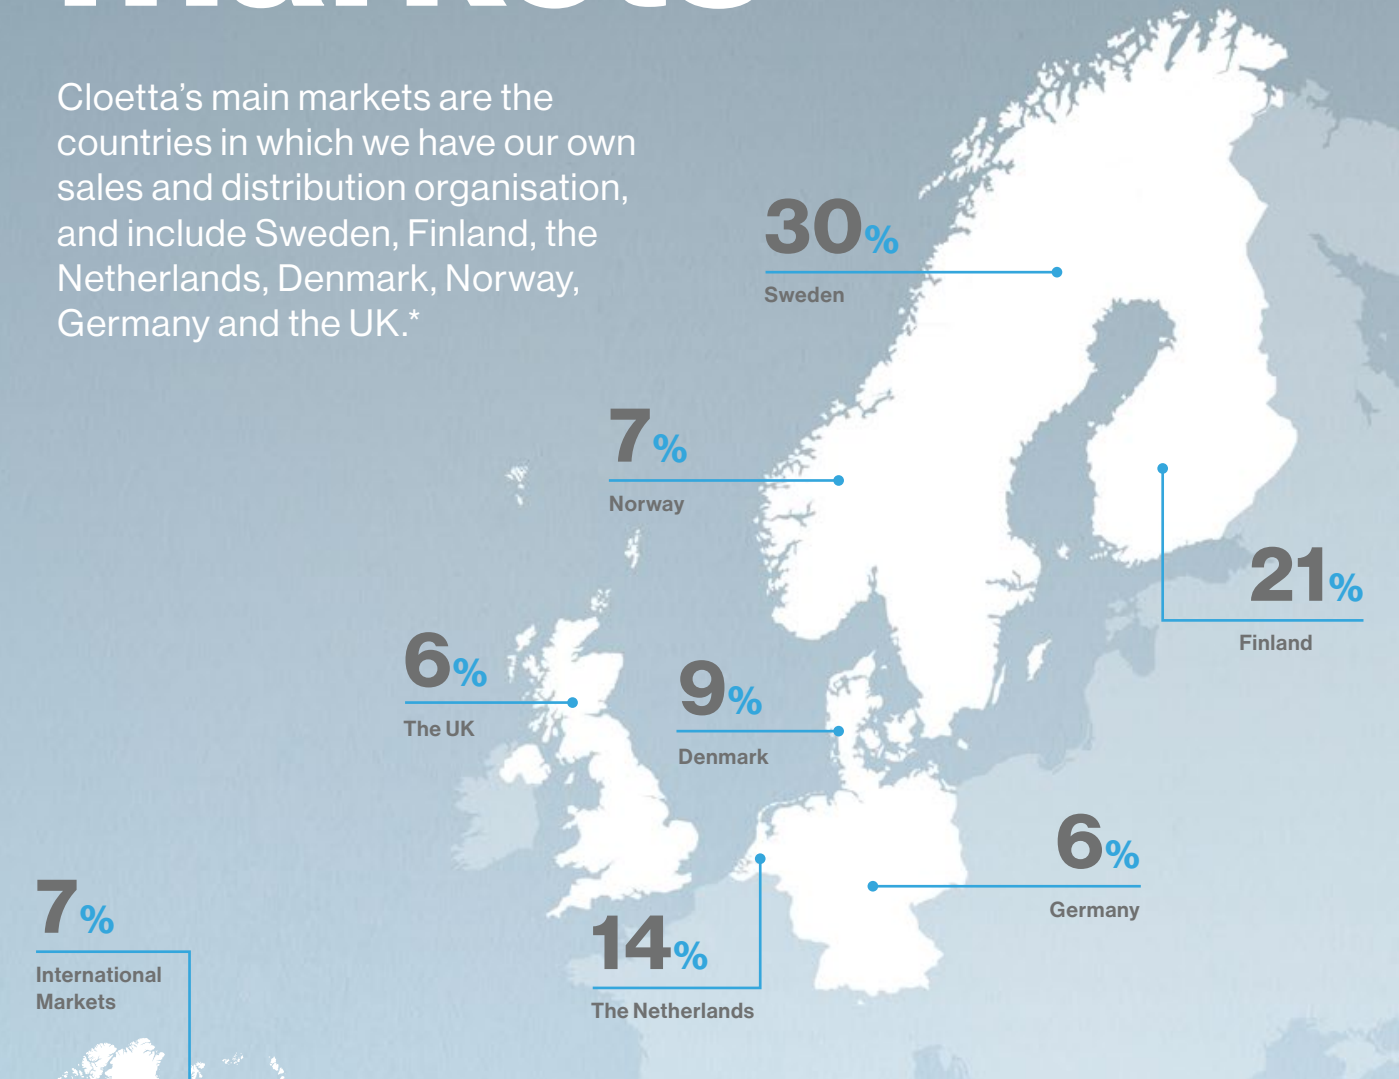 Cloetta’s main markets are the
countries in which we have our own
sales and distribution organisation,
and include Sweden, Finland, the
Netherlands, Denmark, Norway,
Germany and the UK.*
30%
Sweden
7%
Norway
21%
Finland
6%
The UK
9%
Denmark
6%
Germany
7%
International
Markets
14%
The Netherlands